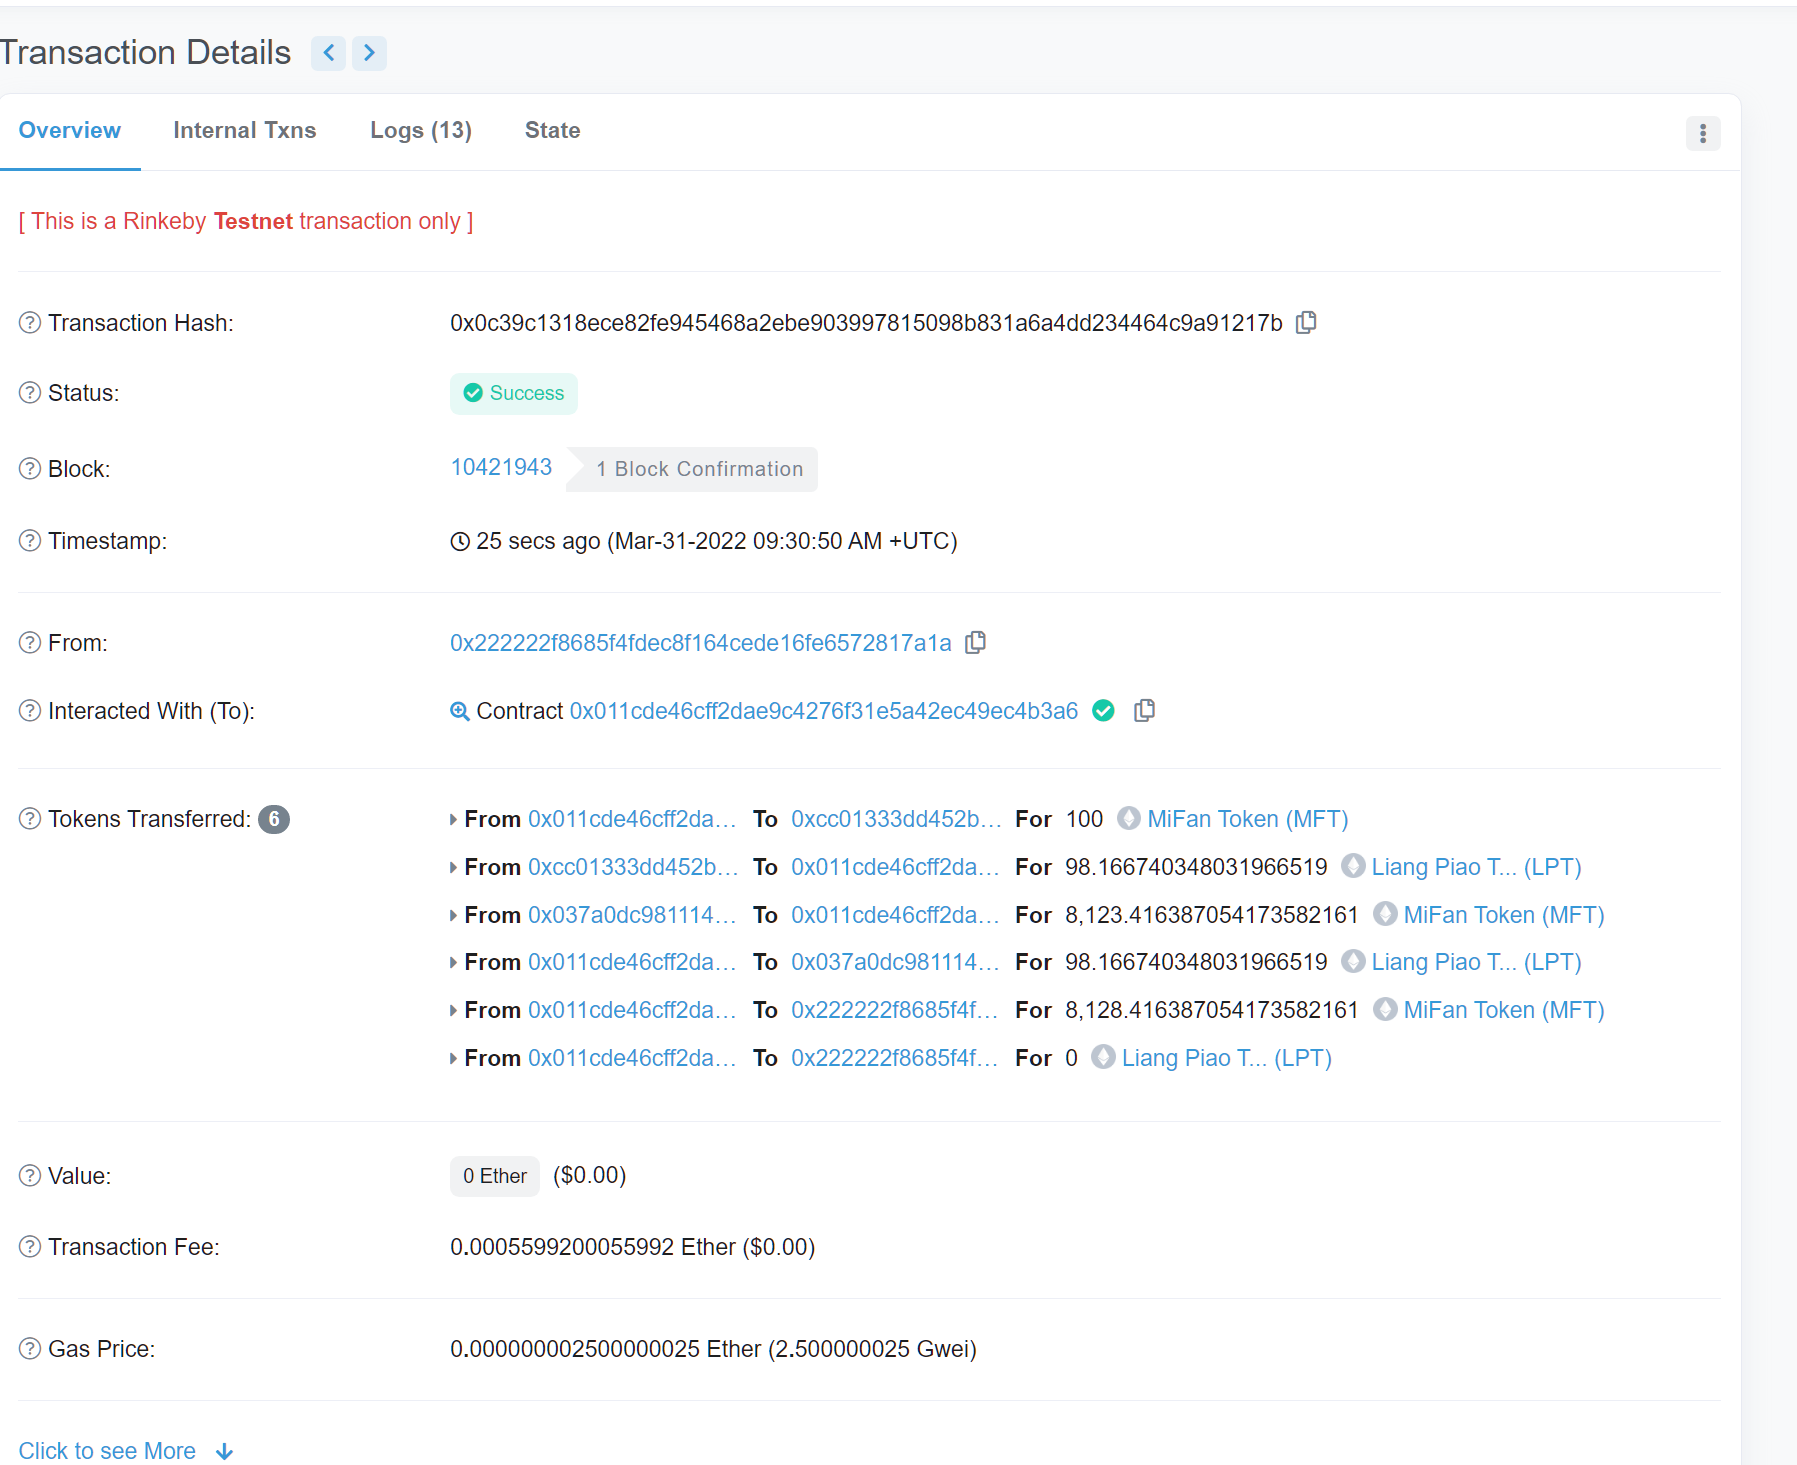 Transaction Details
Overview Internal Txns Logs (13) State
[ This is a Rinkeby Testnet transaction only ]
Transaction Hash: 0x0c39c1318ece82fe945468a2ebe903997815098b831a6a4dd234464c9a91217b
Status: Success
Block: 10421943 1 Block Confirmation
Timestamp: 25 secs ago (Mar-31-2022 09:30:50 AM +UTC)
From: 0x222222f8685f4fdec8f164cede16fe6572817a1a
Interacted With (To): Contract 0x011cde46cff2dae9c4276f31e5a42ec49ec4b3a6
Tokens Transferred: 6 From 0x011cde46cff2da... To 0xcc01333dd452b... For 100 MiFan Token (MFT)
From 0xcc01333dd452b... To 0x011cde46cff2da... For 98.166740348031966519 Liang Piao T... (LPT)
From 0x037a0dc981114... To 0x011cde46cff2da... For 8,123.416387054173582161 MiFan Token (MFT)
From 0x011cde46cff2da... To 0x037a0dc981114... For 98.166740348031966519 Liang Piao T... (LPT)
From 0x011cde46cff2da... To 0x222222f8685f4f... For 8,128.416387054173582161 MiFan Token (MFT)
From 0x011cde46cff2da... To 0x222222f8685f4f... For 0 Liang Piao T... (LPT)
Value: 0 Ether ($0.00)
Transaction Fee: 0.0005599200055992 Ether ($0.00)
Gas Price: 0.000000002500000025 Ether (2.500000025 Gwei)
Click to see More